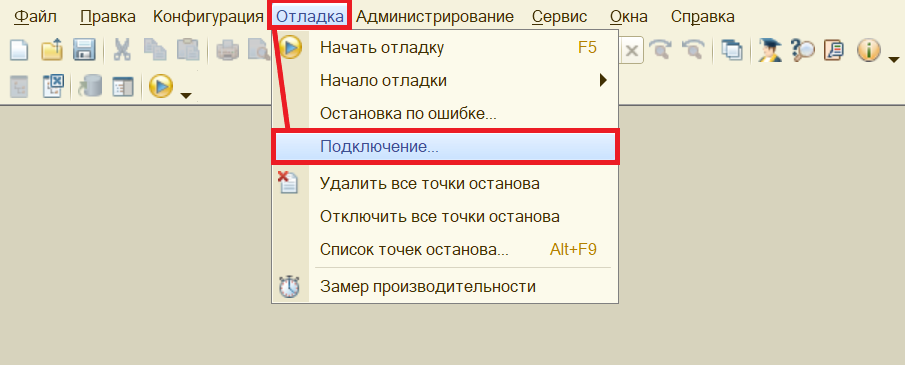 Файл Правка Конфигурация Отладка Администрирование Сервис Окна Справка
Начать отладку F5
Начало отладки
Остановка по ошибке...
Подключение...
Удалить все точки останова
Отключить все точки останова
Список точек останова... Alt+F9
Замер производительности